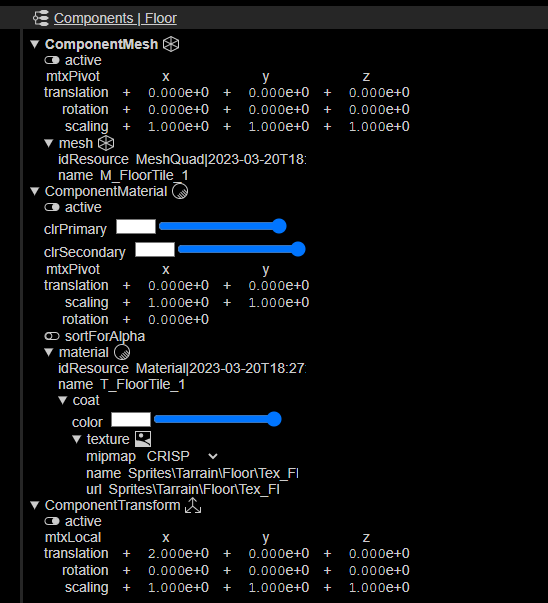 Components | Floor
ComponentMesh
active
mtxPivot x y z
translation + 0.000e+0 + 0.000e+0 + 0.000e+0
rotation + 0.000e+0 + 0.000e+0 + 0.000e+0
scaling + 1.000e+0 + 1.000e+0 + 1.000e+0
mesh
idResource MeshQuad|2023-03-20T18:
name M_FloorTile_1
ComponentMaterial
active
clrPrimary
clrSecondary
mtxPivot x y
translation + 0.000e+0 + 0.000e+0
scaling + 1.000e+0 + 1.000e+0
rotation + 0.000e+0
sortForAlpha
material
idResource Material|2023-03-20T18:27:
name T_FloorTile_1
coat
color
texture
mipmap CRISP
name Sprites\Tarrain\Floor\Tex_Fl
url Sprites\Tarrain\Floor\Tex_Fl
ComponentTransform
active
mtxLocal x y z
translation + 2.000e+0 + 0.000e+0 + 0.000e+0
rotation + 0.000e+0 + 0.000e+0 + 0.000e+0
scaling + 1.000e+0 + 1.000e+0 + 1.000e+0